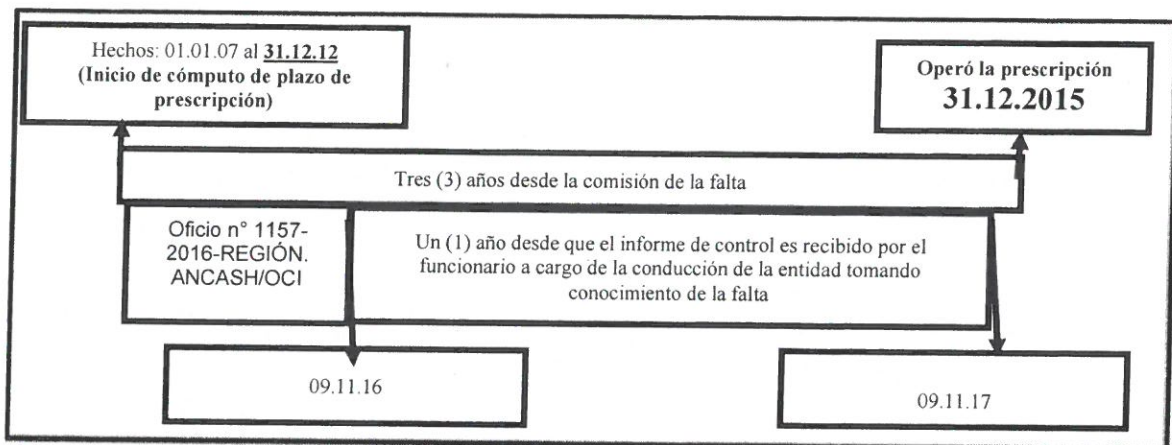 Hechos: 01.01.07 al 31.12.12
(Inicio de cómputo de plazo de
prescripción)
Operó la prescripción
31.12.2015
Tres (3) años desde la comisión de la falta
Oficio n° 1157-
2016-REGIÓN.
ANCASH/OCI
Un (1) año desde que el informe de control es recibido por el
funcionario a cargo de la conducción de la entidad tomando
conocimiento de la falta
09.11.16
09.11.17